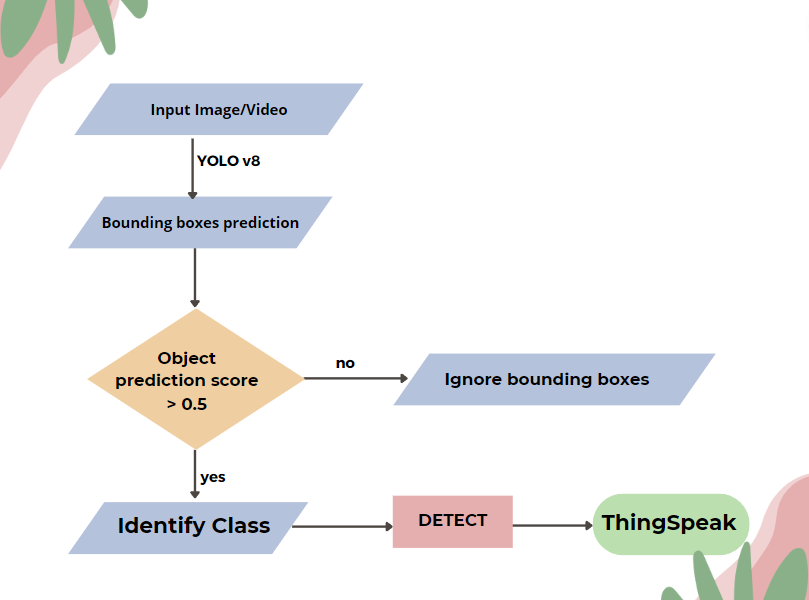 Input Image/Video
YOLO v8
Bounding boxes prediction
Object
prediction score
> 0.5
no
Ignore bounding boxes
yes
Identify Class
DETECT
ThingSpeak